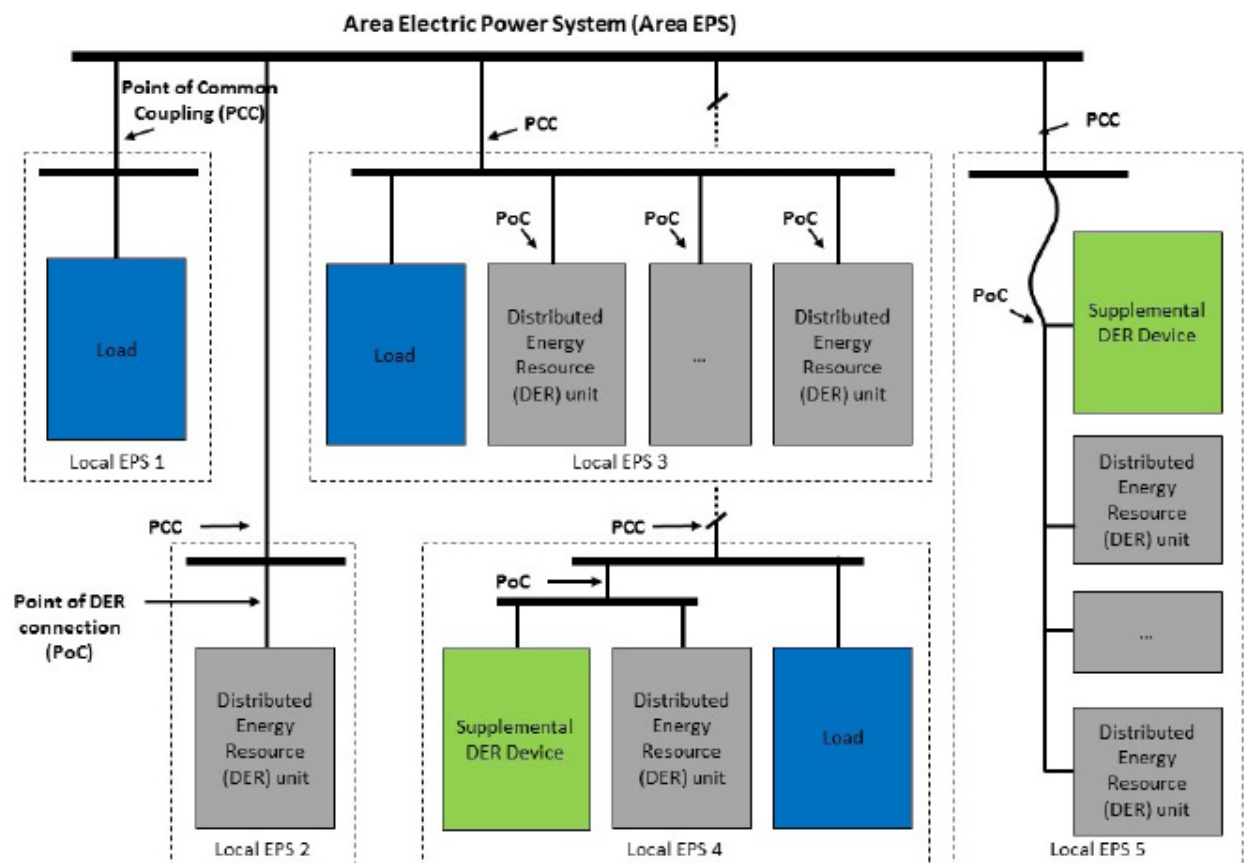 Area Electric Power System (Area EPS)
Point of Common
Coupling (PCC)
PCC
PCC
PoC
PoC
PoC
Load
Load
Distributed
Energy
Resource
(DER) unit
...
Distributed
Energy
Resource
(DER) unit
Local EPS 1
Local EPS 3
PoC
Supplemental
DER Device
Distributed
Energy
Resource
(DER) unit
...
Distributed
Energy
Resource
(DER) unit
Local EPS 5
PCC
Point of DER
connection
(PoC)
Distributed
Energy
Resource
(DER) unit
Local EPS 2
PCC
PoC
Supplemental
DER Device
Distributed
Energy
Resource
(DER) unit
Load
Local EPS 4